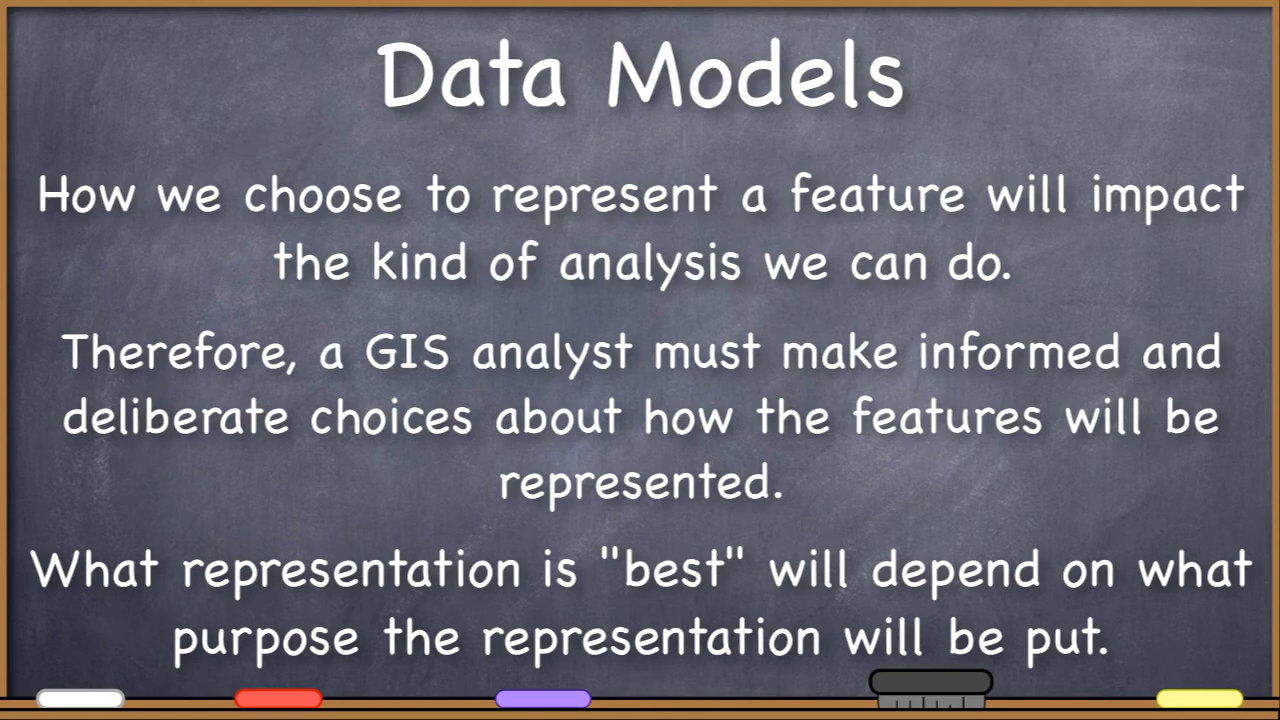 Data Models
How we choose to represent a feature will impact
the kind of analysis we can do.
Therefore, a GIS analyst must make informed and
deliberate choices about how the features will be
represented.
What representation is "best" will depend on what
purpose the representation will be put.